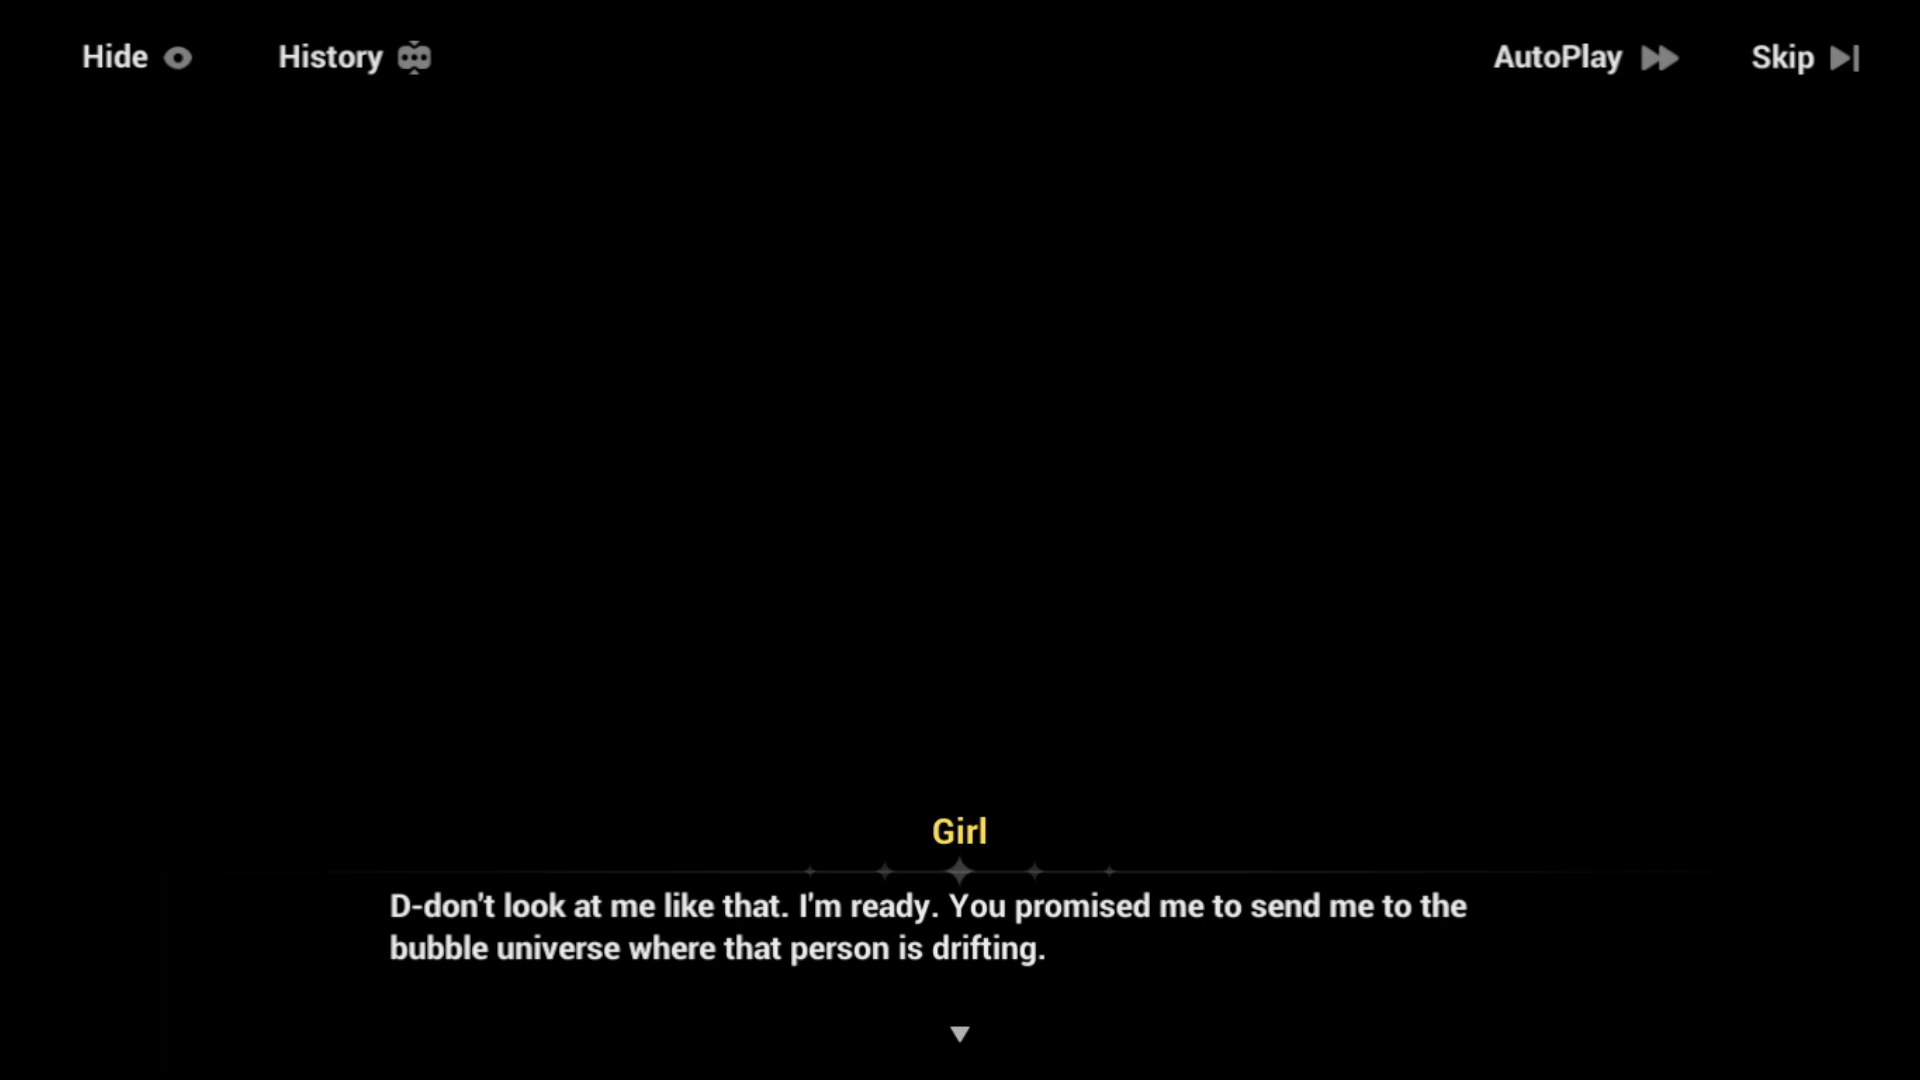 Hide
History
AutoPlay
Skip
Girl
D-don't look at me like that. I'm ready. You promised me to send me to the
bubble universe where that person is drifting.